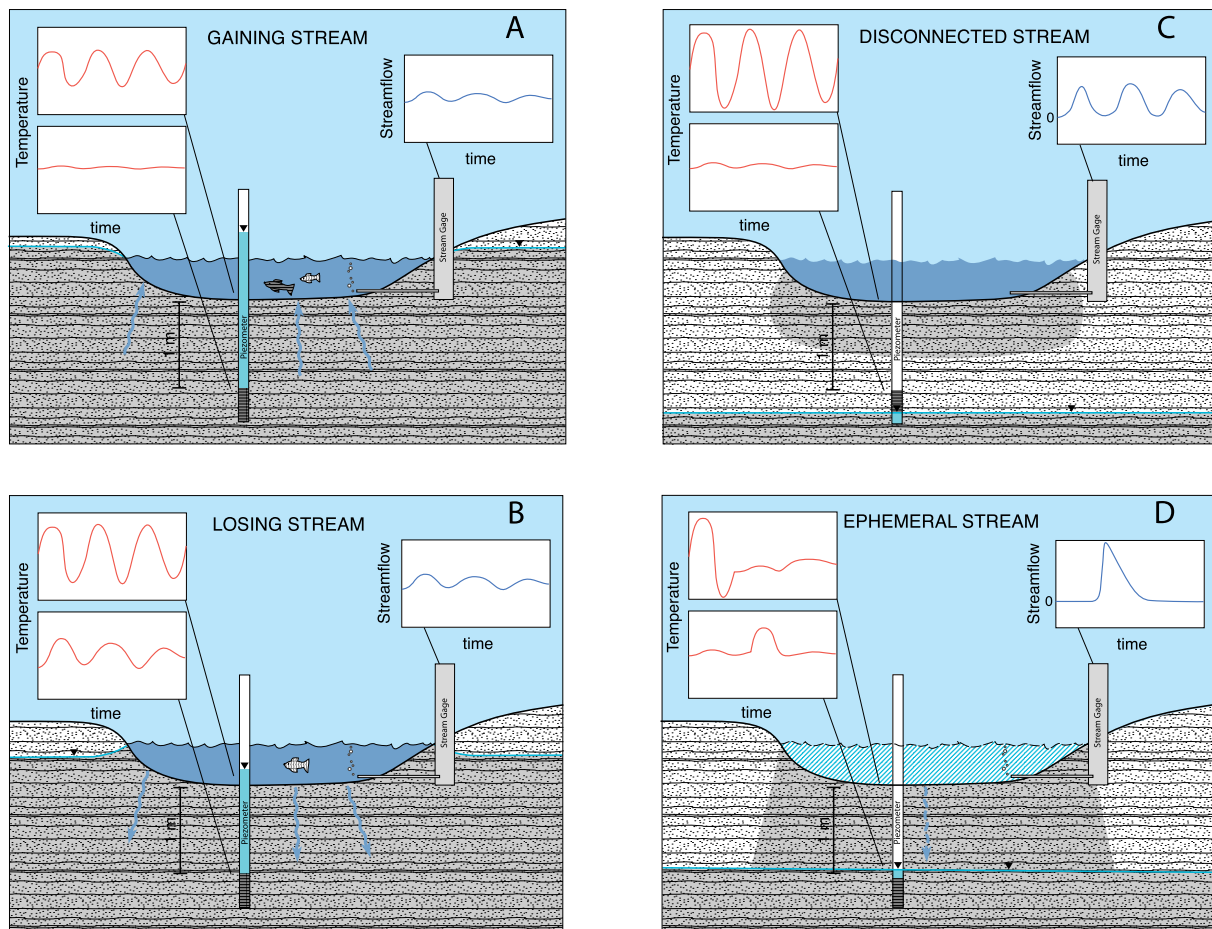 GAINING STREAM
A
Temperature
time
Streamflow
time
Stream Gage
Piezometer
1 m
DISCONNECTED STREAM
C
Temperature
time
Streamflow
0
time
Stream Gage
Piezometer
1 m
LOSING STREAM
B
Temperature
time
Streamflow
time
Stream Gage
Piezometer
1 m
EPHEMERAL STREAM
D
Temperature
time
Streamflow
0
time
Stream Gage
Piezometer
1 m